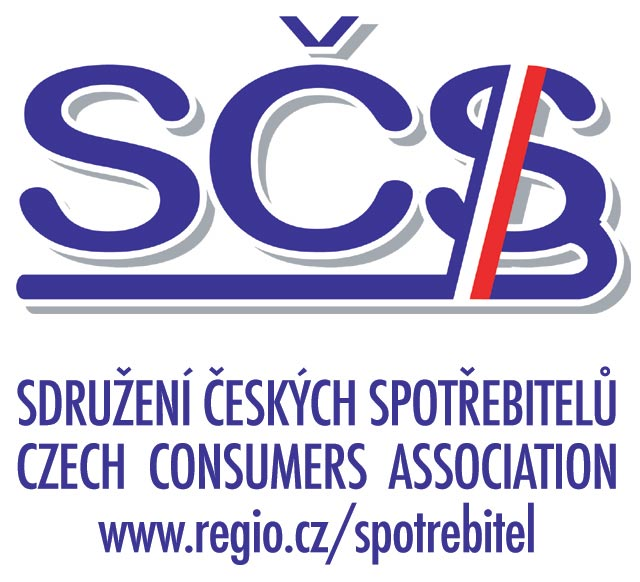 SČS
SDRUŽENÍ ČESKÝCH SPOTŘEBITELŮ
CZECH CONSUMERS ASSOCIATION
www.regio.cz/spotrebitel